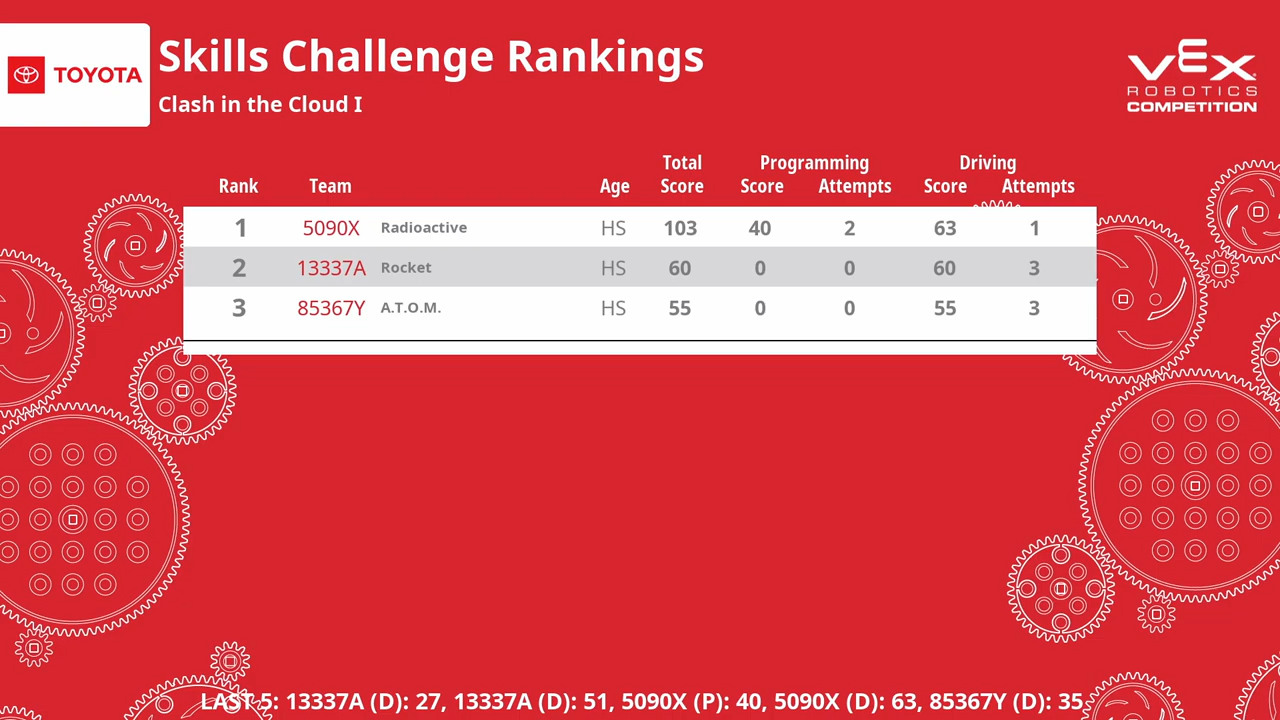 TOYOTA
Skills Challenge Rankings
Clash in the Cloud I
VEX
ROBOTICS
COMPETITION
Total Programming Driving
Rank Team Age Score Score Attempts Score Attempts
1 5090X Radioactive HS 103 40 2 63 1
2 13337A Rocket HS 60 0 0 60 3
3 85367Y A.T.O.M. HS 55 0 0 55 3
LAST 5: 13337A (D): 27, 13337A (D): 51, 5090X (P): 40, 5090X (D): 63, 85367Y (D): 35